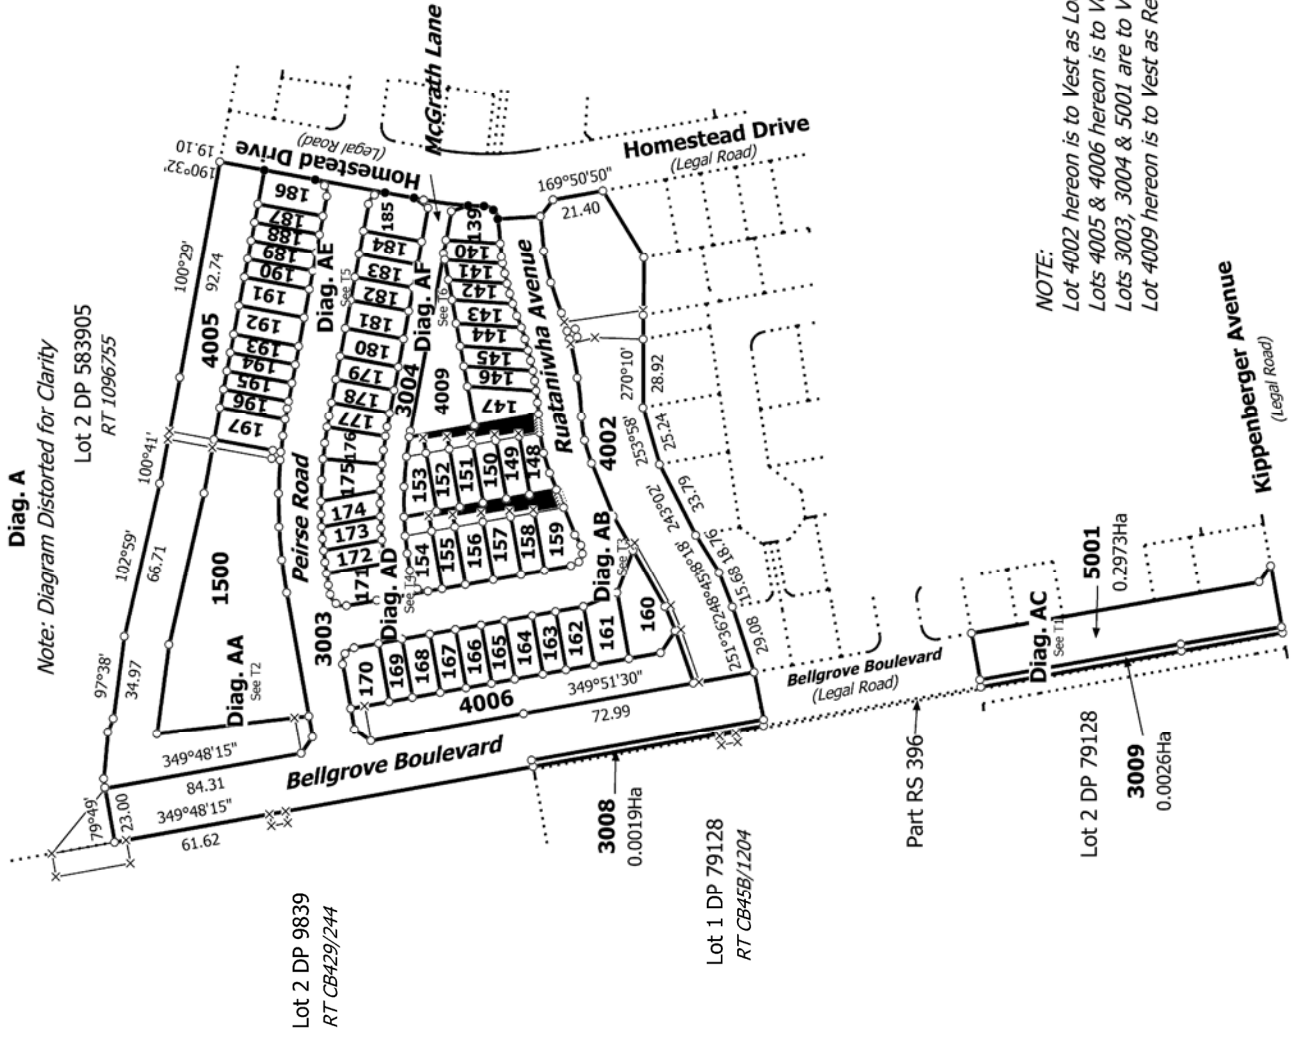 Diag. A
Note: Diagram Distorted for Clarity
Lot 2 DP 583905
RT 1096755
190°32'
19.10
100°29'
92.74
100°41'
102°59'
66.71
97°38'
34.97
79°49'
23.00
349°48'15"
84.31
349°48'15"
61.62
4005
1500
Diag. AA
See T2
3003
Peirse Road
Homestead Drive
(Legal Road)
McGrath Lane
Homestead Drive
(Legal Road)
169°50'50"
21.40
186
187
188
189
190
191
192
193
194
195
196
197
Diag. AE
See T5
185
184
183
182
181
180
179
178
177
176
175
174
173
172
171
Diag. AF
See T6
3004
4009
139
140
141
142
143
144
145
146
147
Ruataniwha Avenue
4002
153
152
151
150
149
148
154
155
156
157
158
159
Diag. AD
See T4
Diag. AB
See T3
170
169
168
167
166
165
164
163
162
161
160
4006
349°51'30"
72.99
Bellgrove Boulevard
270°10'
28.92
253°58'
25.24
243°02'
33.79
18.76
15.68
251°36'
29.08
Bellgrove Boulevard
(Legal Road)
3008
0.0019Ha
Lot 2 DP 9839
RT CB429/244
Lot 1 DP 79128
RT CB45B/1204
Part RS 396
Lot 2 DP 79128
3009
0.0026Ha
Diag. AC
See T1
5001
0.2973Ha
Kippenberger Avenue
(Legal Road)
NOTE:
Lot 4002 hereon is to Vest as Lo
Lots 4005 & 4006 hereon is to V
Lots 3003, 3004 & 5001 are to V
Lot 4009 hereon is to Vest as Re